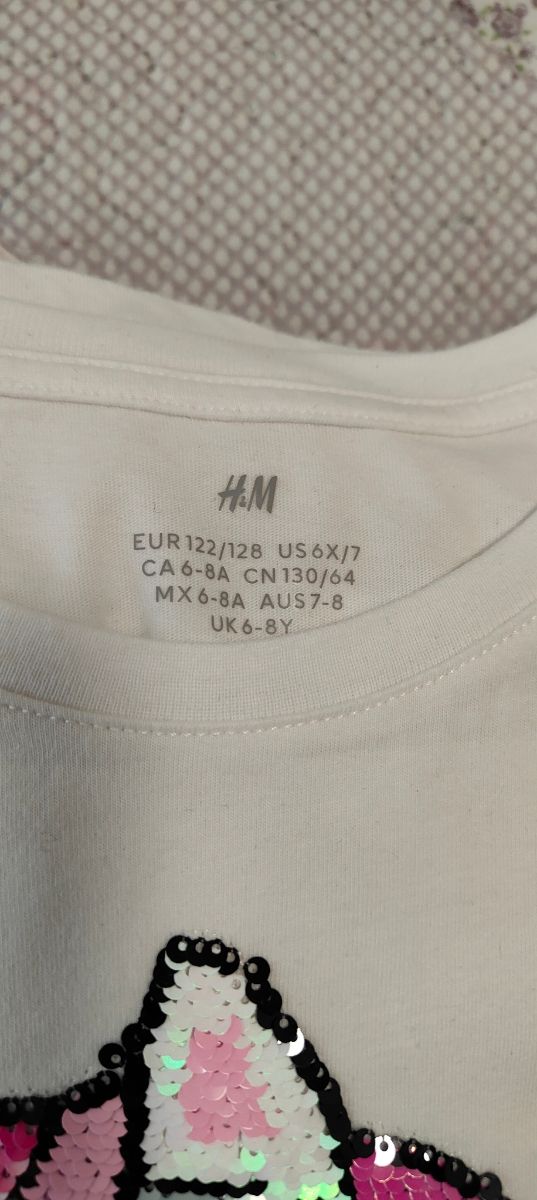 H&M
EUR 122/128 US 6X/7
CA 6-8A CN 130/64
MX 6-8A AUS 7-8
UK 6-8Y